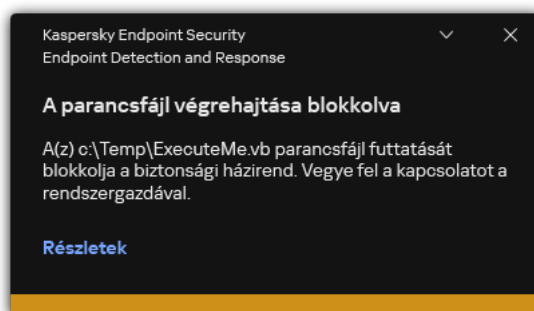 Kaspersky Endpoint Security
Endpoint Detection and Response
A parancsfájl végrehajtása blokkolva
A(z) c:\Temp\ExecuteMe.vb parancsfájl futtatását
blokkolja a biztonsági házirend. Vegye fel a kapcsolatot a
rendszergazdával.
Részletek